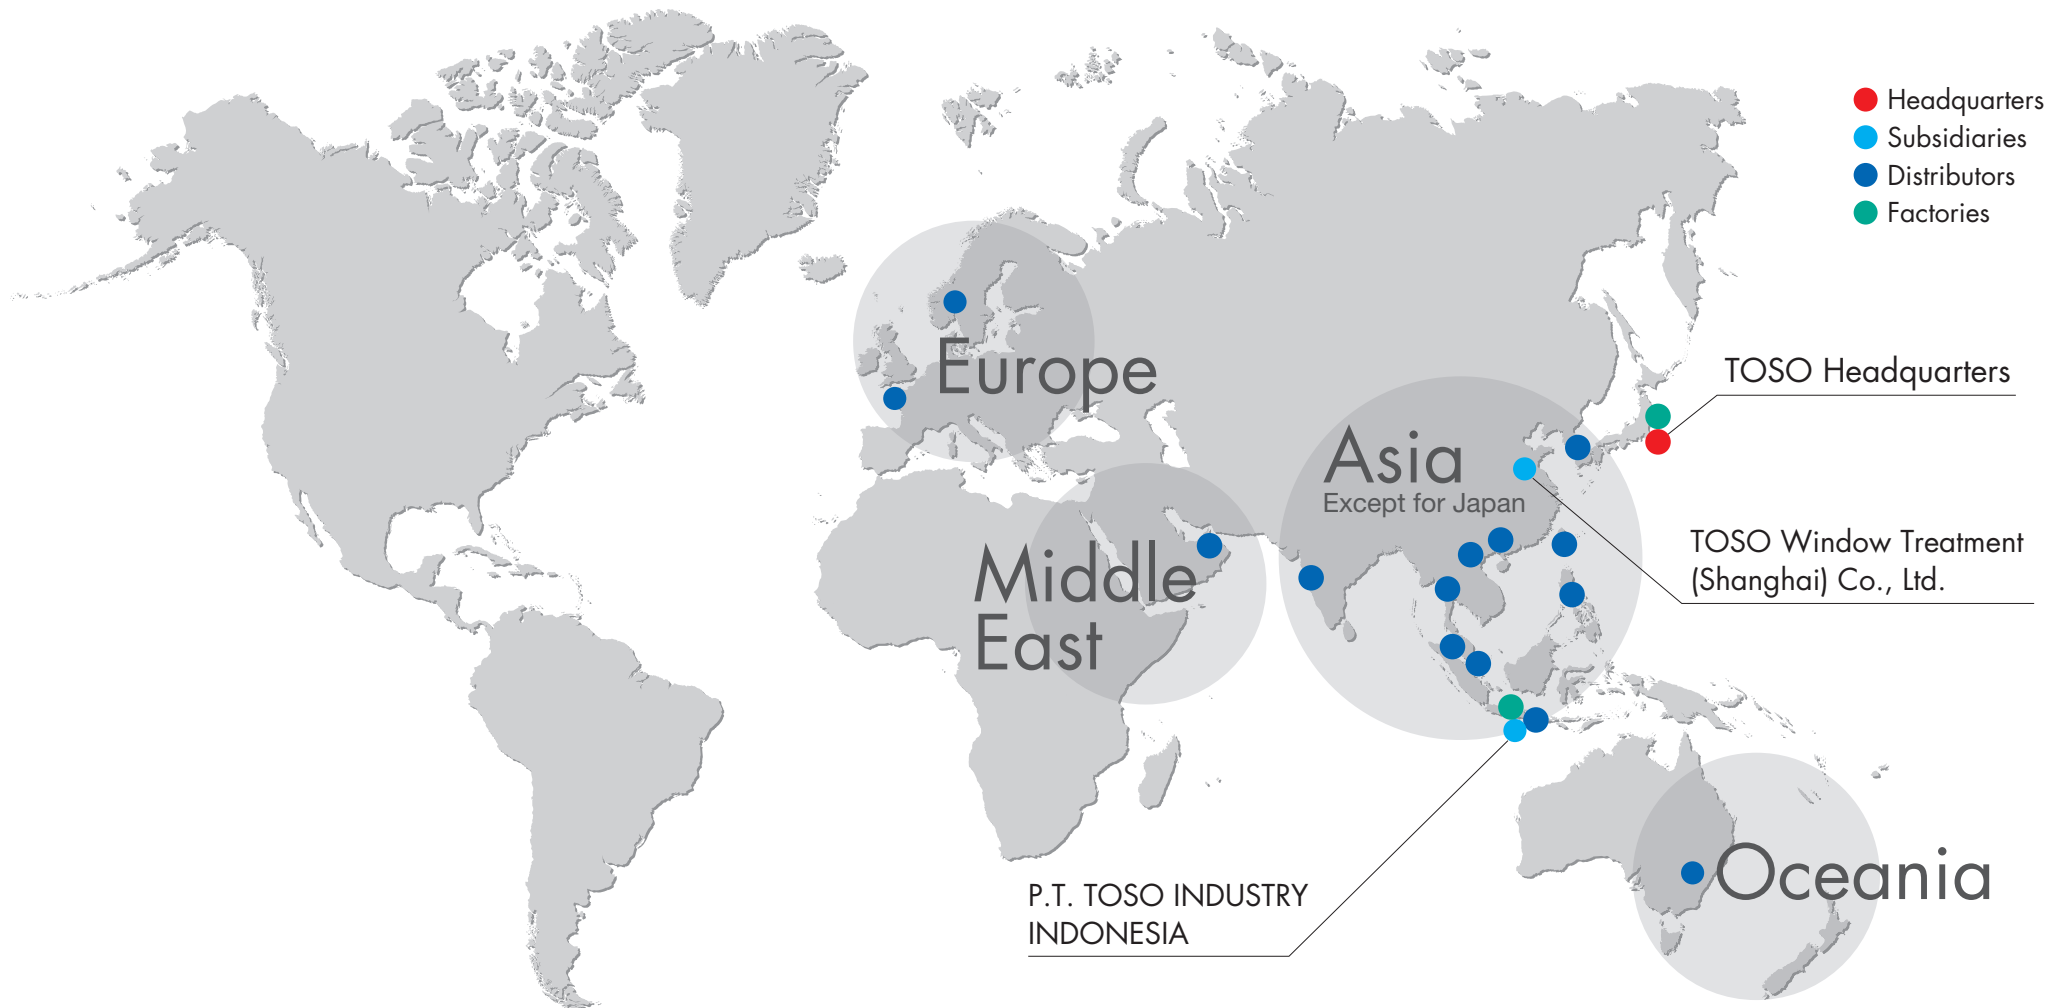 Headquarters
Subsidiaries
Distributors
Factories
Europe
TOSO Headquarters
Asia
Except for Japan
TOSO Window Treatment
(Shanghai) Co., Ltd.
Middle
East
Oceania
P.T. TOSO INDUSTRY
INDONESIA